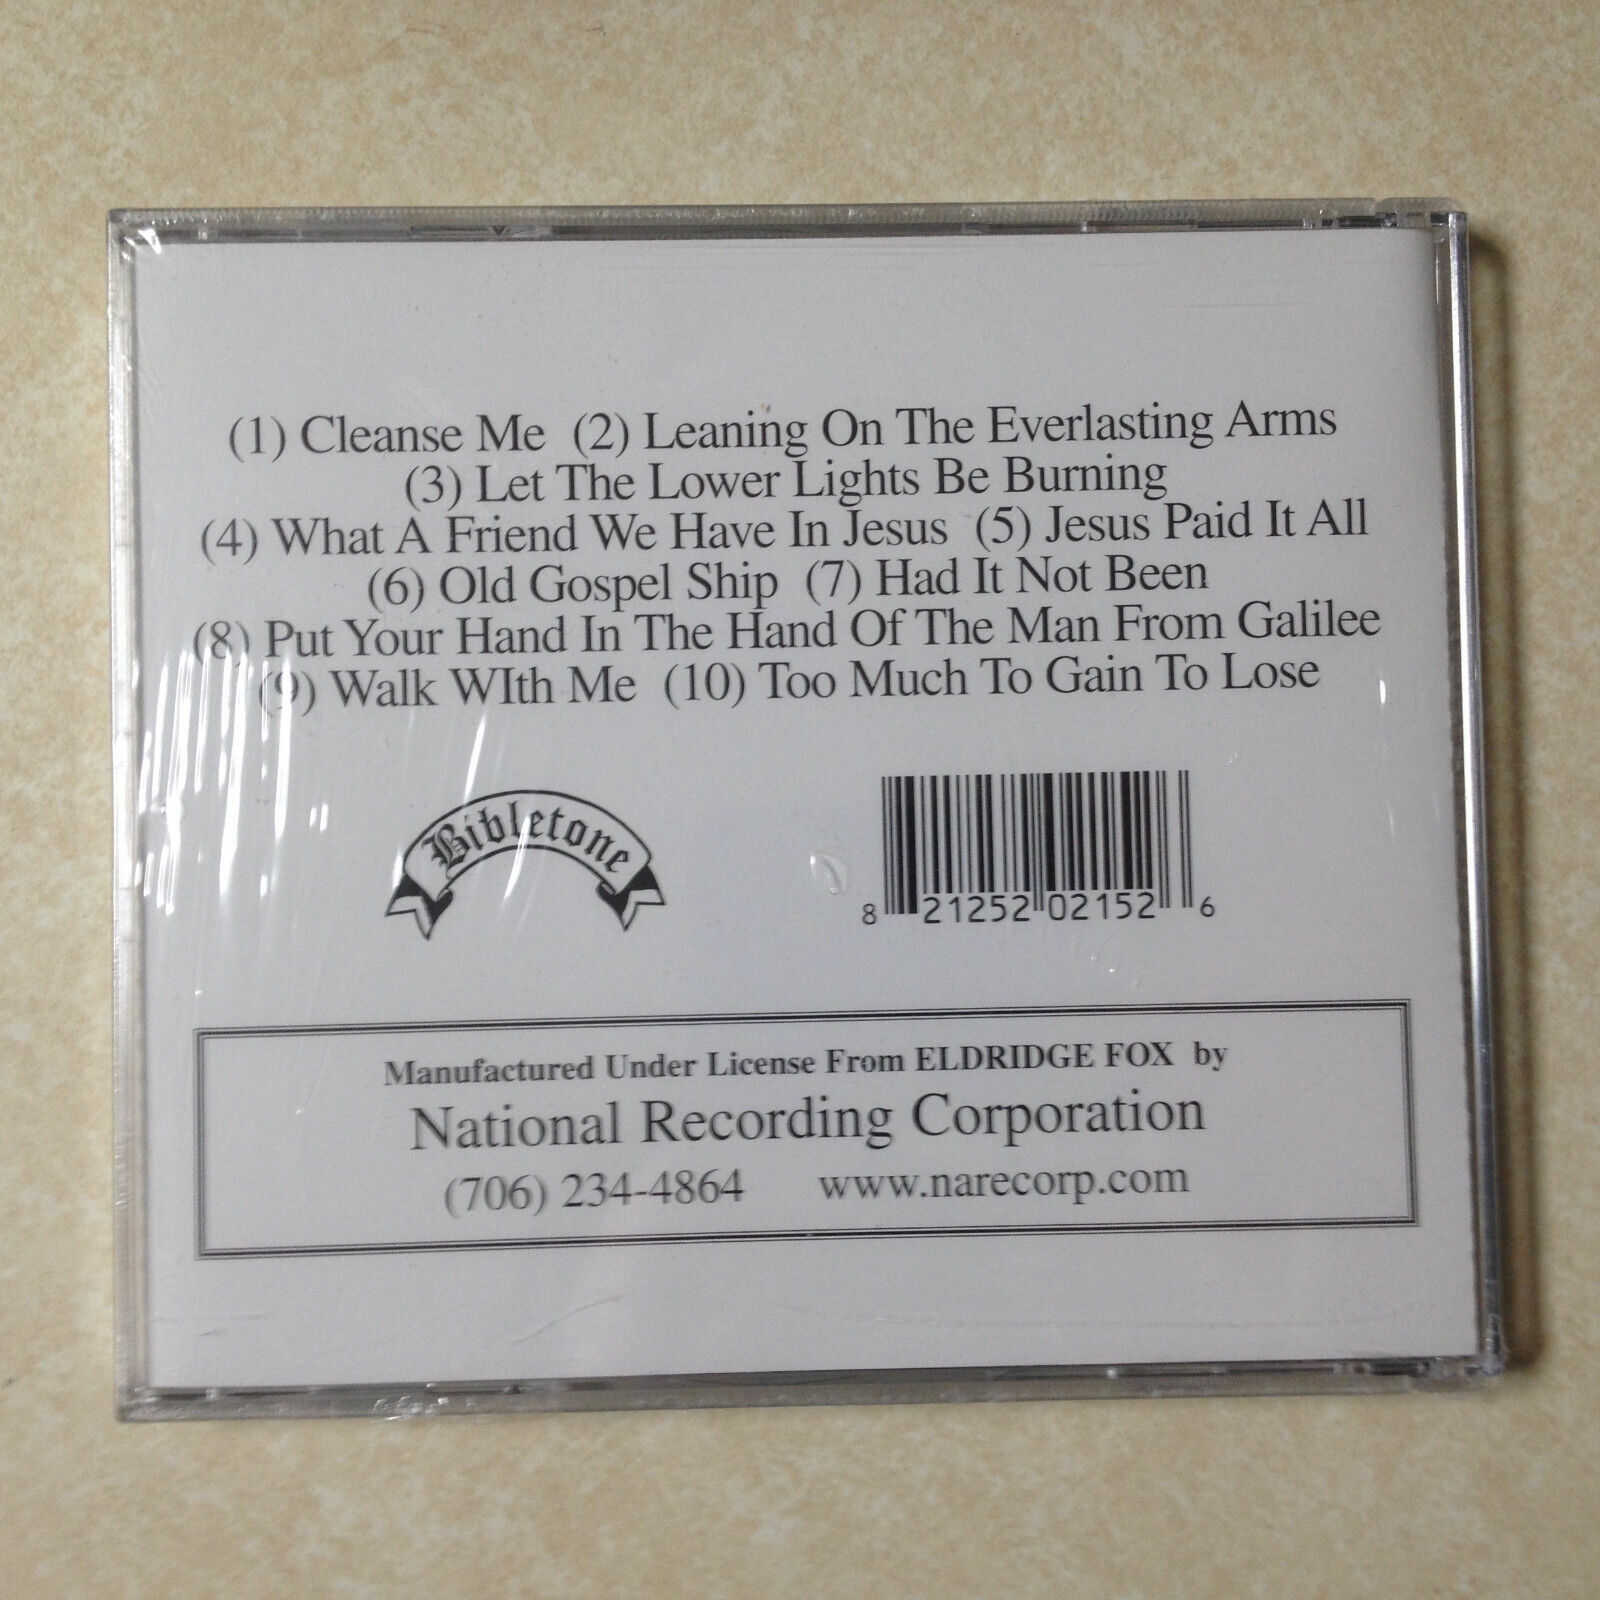 (1) Cleanse Me (2) Leaning On The Everlasting Arms
(3) Let The Lower Lights Be Burning
(4) What A Friend We Have In Jesus (5) Jesus Paid It All
(6) Old Gospel Ship (7) Had It Not Been
(8) Put Your Hand In The Hand Of The Man From Galilee
(9) Walk WIth Me (10) Too Much To Gain To Lose
Bibletone
8 21252 02152 6
Manufactured Under License From ELDRIDGE FOX by
National Recording Corporation
(706) 234-4864 www.narecorp.com